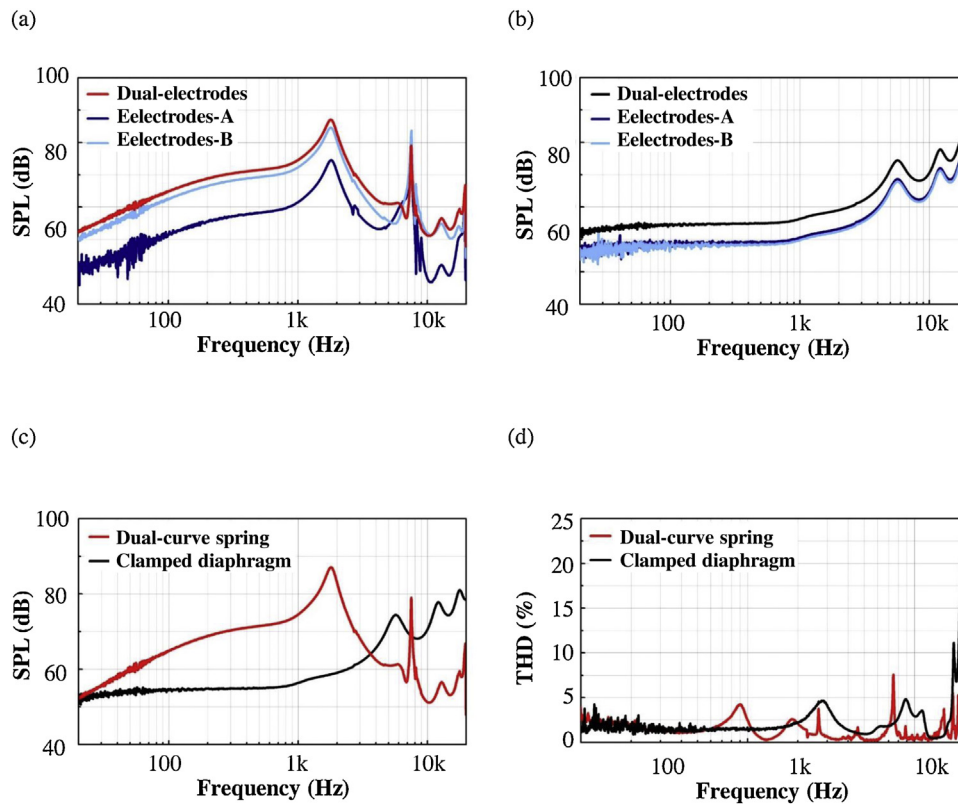 (a)
(b)
100
80
60
40
SPL (dB)
Dual-electrodes
Eelectrodes-A
Eelectrodes-B
100
1k
10k
Frequency (Hz)
100
80
60
40
SPL (dB)
Dual-electrodes
Eelectrodes-A
Eelectrodes-B
100
1k
10k
Frequency (Hz)
(c)
(d)
100
80
60
40
SPL (dB)
Dual-curve spring
Clamped diaphragm
100
1k
10k
Frequency (Hz)
25
20
15
10
5
0
THD (%)
Dual-curve spring
Clamped diaphragm
100
1k
10k
Frequency (Hz)